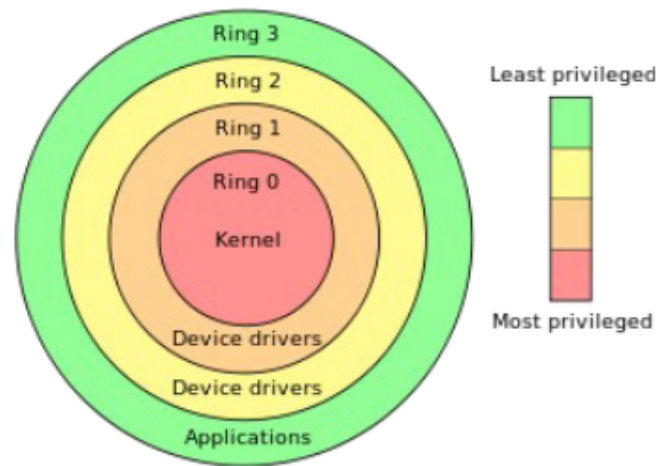 Ring 3
Ring 2
Ring 1
Ring 0
Kernel
Device drivers
Device drivers
Applications
Least privileged
Most privileged